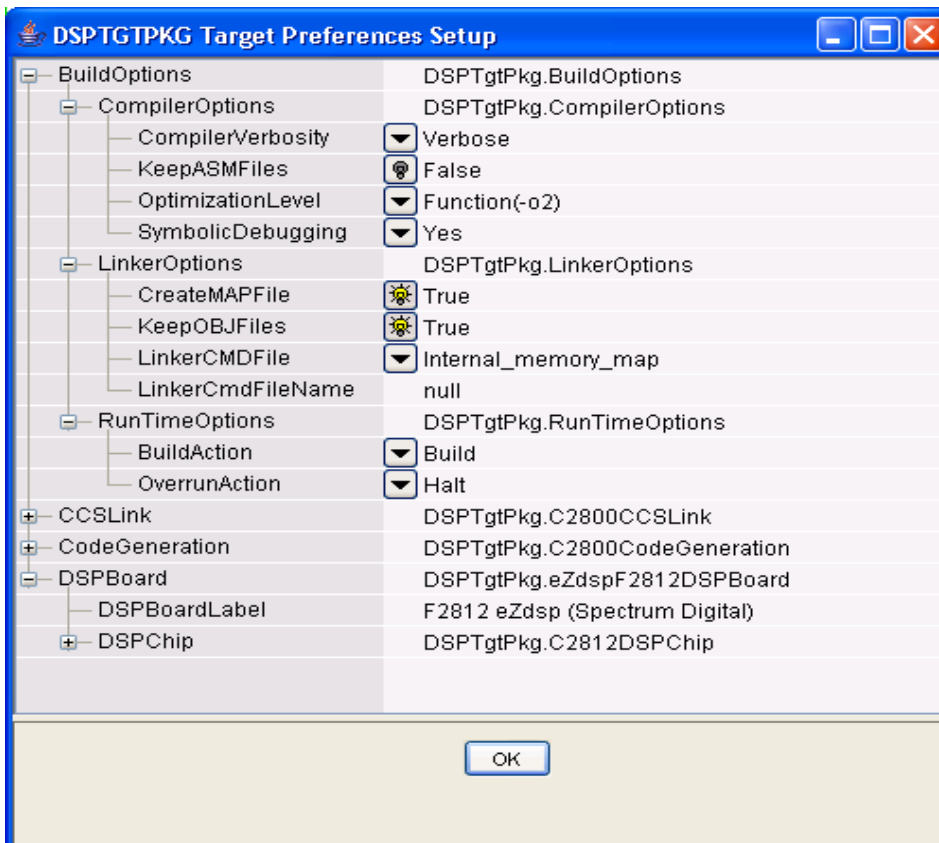 DSPTGTPKG Target Preferences Setup
BuildOptions DSPTgtPkg.BuildOptions
CompilerOptions DSPTgtPkg.CompilerOptions
CompilerVerbosity Verbose
KeepASMFiles False
OptimizationLevel Function(-o2)
SymbolicDebugging Yes
LinkerOptions DSPTgtPkg.LinkerOptions
CreateMAPFile True
KeepOBJFiles True
LinkerCMDFile Internal_memory_map
LinkerCmdFileName null
RunTimeOptions DSPTgtPkg.RunTimeOptions
BuildAction Build
OverrunAction Halt
CCSLink DSPTgtPkg.C2800CCSLink
CodeGeneration DSPTgtPkg.C2800CodeGeneration
DSPBoard DSPTgtPkg.eZdspF2812DSPBoard
DSPBoardLabel F2812 eZdsp (Spectrum Digital)
DSPChip DSPTgtPkg.C2812DSPChip
OK